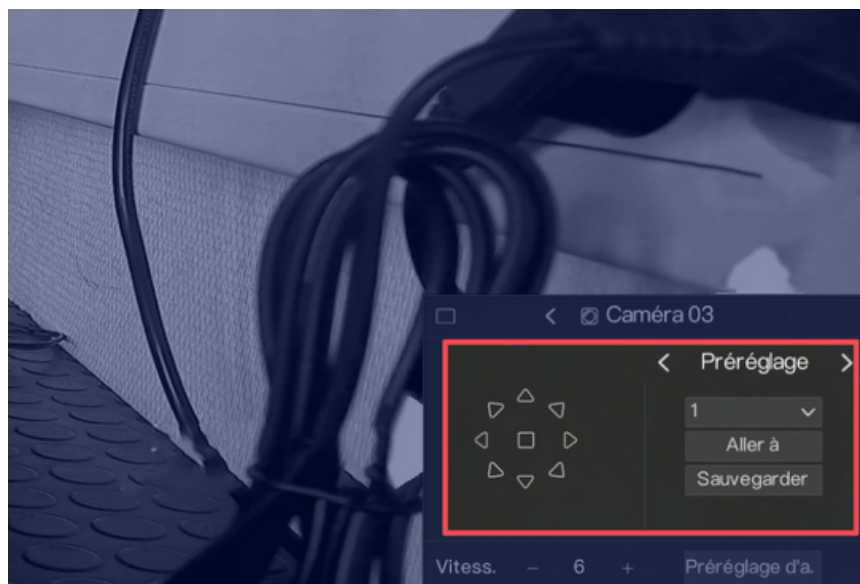 Caméra 03
Préréglage
1
Aller à
Sauvegarder
Vitess. - 6 + Préréglage d'a.